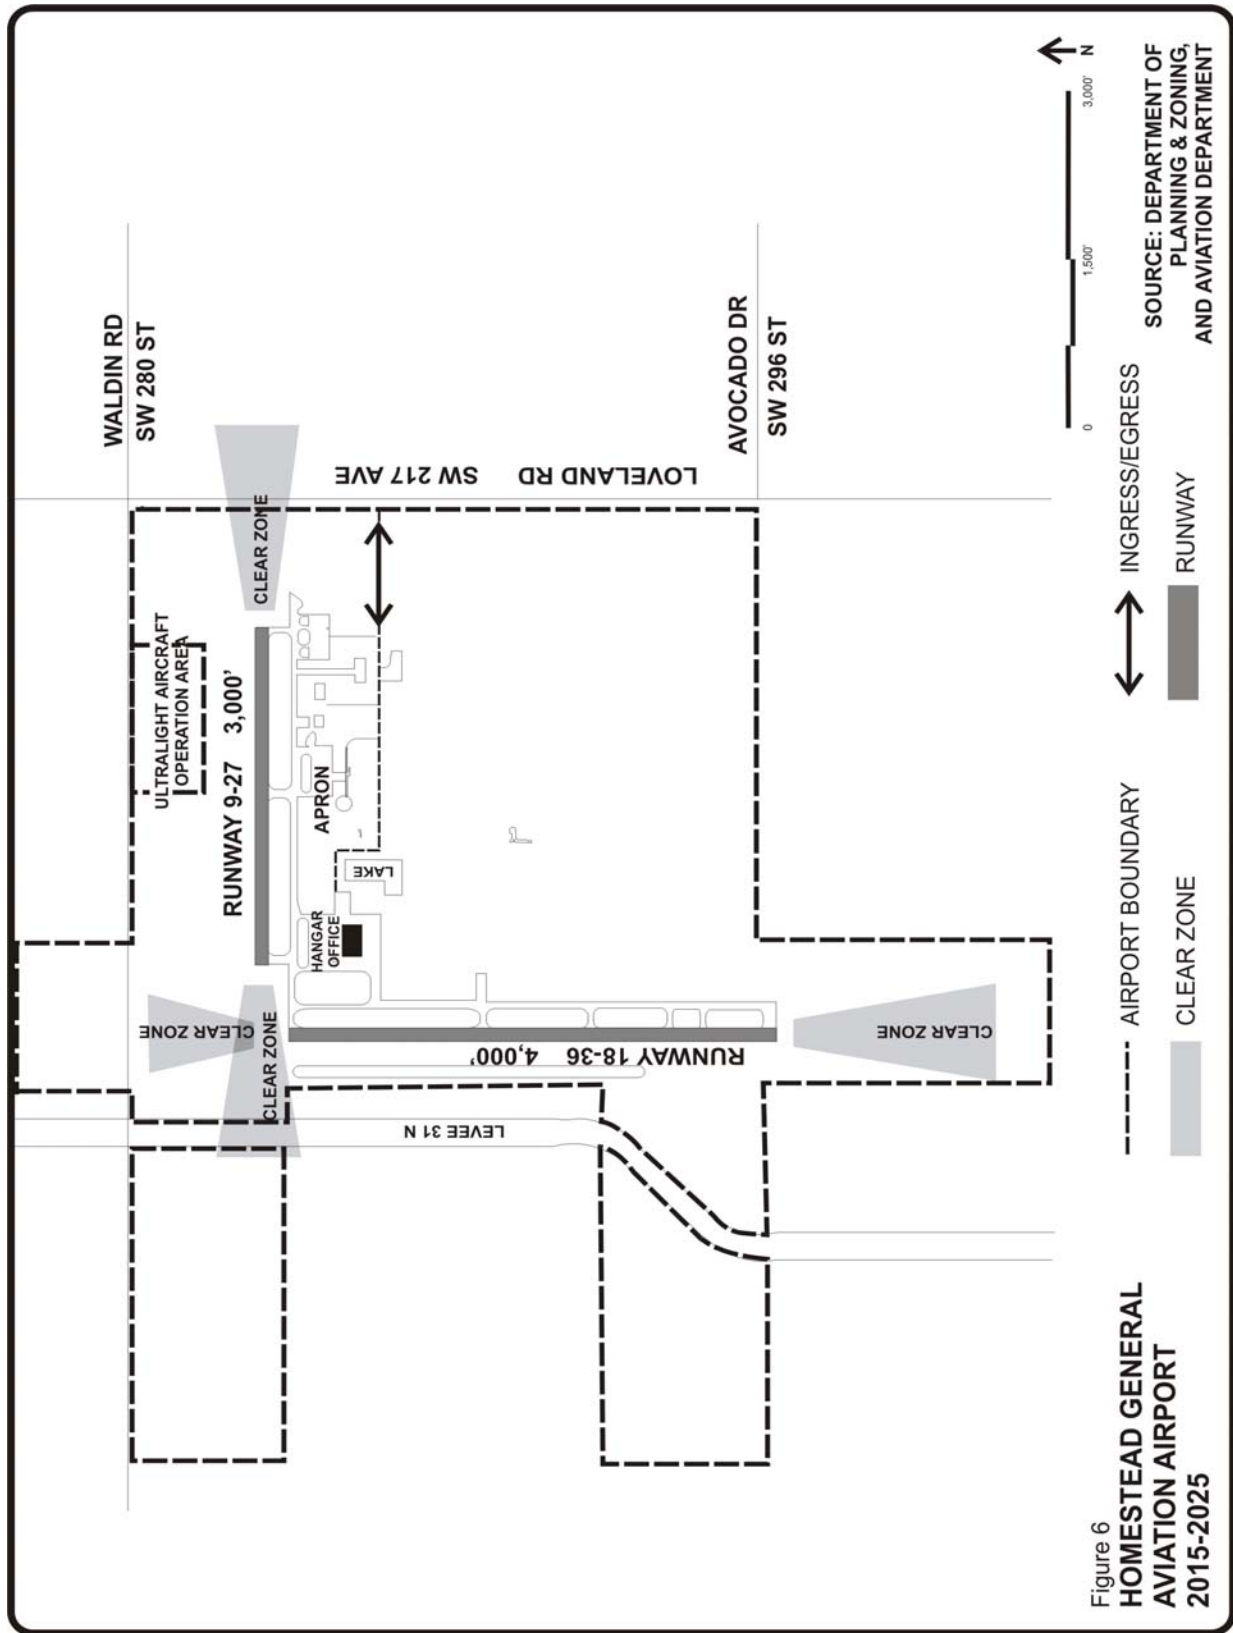 WALDIN RD
SW 280 ST
ULTRALIGHT AIRCRAFT
OPERATION AREA
CLEAR ZONE
RUNWAY 9-27 3,000'
CLEAR ZONE
CLEAR ZONE
HANGAR
OFFICE
APRON
LAKE
LOVELAND RD SW 217 AVE
LEVEE 31 N
RUNWAY 18-36 4,000'
AVOCADO DR
SW 296 ST
CLEAR ZONE
Figure 6
HOMESTEAD GENERAL
AVIATION AIRPORT
2015-2025
AIRPORT BOUNDARY
CLEAR ZONE
INGRESS/EGRESS
RUNWAY
0
1,500'
3,000'
N
SOURCE: DEPARTMENT OF
PLANNING & ZONING,
AND AVIATION DEPARTMENT